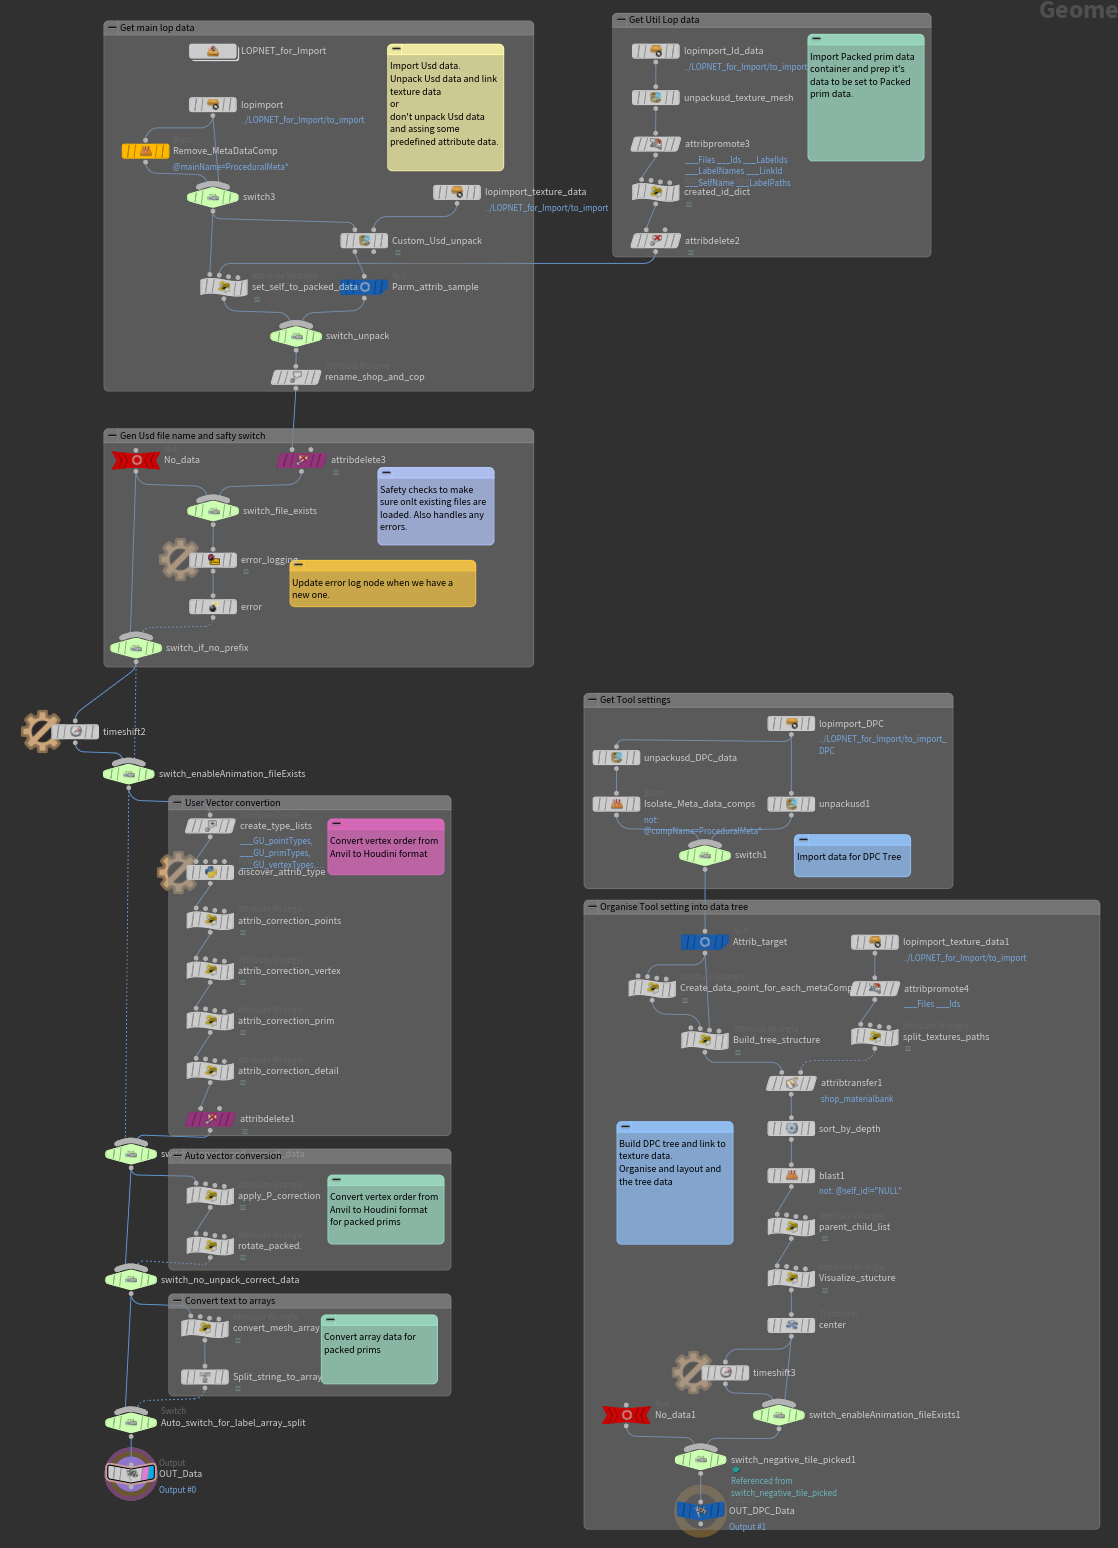 Geome
Get main lop data
LOPNET_for_Import
Import Usd data.
Unpack Usd data and link
texture data
or
don't unpack Usd data
and assing some
predefined attribute data.
lopimport
../LOPNET_for_Import/to_import
Remove_MetaDataComp
@mainName=ProceduralMeta*
switch3
lopimport_texture_data
../LOPNET_for_Import/to_import
Custom_Usd_unpack
Attribute Wrangle
set_self_to_packed_data
Null
Parm_attrib_sample
switch_unpack
Attribute Rename
rename_shop_and_cop
Get Util Lop data
lopimport_Id_data
../LOPNET_for_Import/to_import
Import Packed prim data
container and prep it's
data to be set to Packed
prim data.
unpackusd_texture_mesh
attribpromote3
___Files ___Ids ___LabelIds
___LabelNames ___LinkId
___SelfName ___LabelPaths
created_id_dict
attribdelete2
Gen Usd file name and safty switch
No_data
attribdelete3
Safety checks to make
sure onlt existing files are
loaded. Also handles any
errors.
switch_file_exists
error_logging
Update error log node when we have a
new one.
error
switch_if_no_prefix
timeshift2
switch_enableAnimation_fileExists
User Vector convertion
create_type_lists
___GU_pointTypes,
___GU_primTypes,
___GU_vertexTypes,...
Convert vertex order from
Anvil to Houdini format
discover_attrib_type
Attribute Wrangle
attrib_correction_points
Attribute Wrangle
attrib_correction_vertex
Attribute Wrangle
attrib_correction_prim
Attribute Wrangle
attrib_correction_detail
attribdelete1
Auto vector conversion
Attribute Wrangle
apply_P_correction
Convert vertex order from
Anvil to Houdini format
for packed prims
Attribute Wrangle
rotate_packed.
switch_no_unpack_correct_data
Convert text to arrays
Attribute Wrangle
convert_mesh_array
Convert array data for
packed prims
Split_string_to_array
Switch
Auto_switch_for_label_array_split
Output
OUT_Data
Output #0
Get Tool settings
lopimport_DPC
../LOPNET_for_Import/to_import_
DPC
unpackusd_DPC_data
Isolate_Meta_data_comps
not:
@compName=ProceduralMeta*
unpackusd1
switch1
Import data for DPC Tree
Organise Tool setting into data tree
Null
Attrib_target
lopimport_texture_data1
../LOPNET_for_Import/to_import
Attribute Wrangle
Create_data_point_for_each_metaComp
attribpromote4
___Files ___Ids
Attribute Wrangle
Build_tree_structure
Attribute Wrangle
split_textures_paths
attribtransfer1
shop_materialbank
sort_by_depth
Build DPC tree and link to
texture data.
Organise and layout and
the tree data
blast1
not: @self_id!="NULL"
Attribute Wrangle
parent_child_list
Attribute Wrangle
Visualize_stucture
Transform
center
timeshift3
Null
No_data1
switch_enableAnimation_fileExists1
switch_negative_tile_picked1
Referenced from
switch_negative_tile_picked
OUT_DPC_Data
Output #1